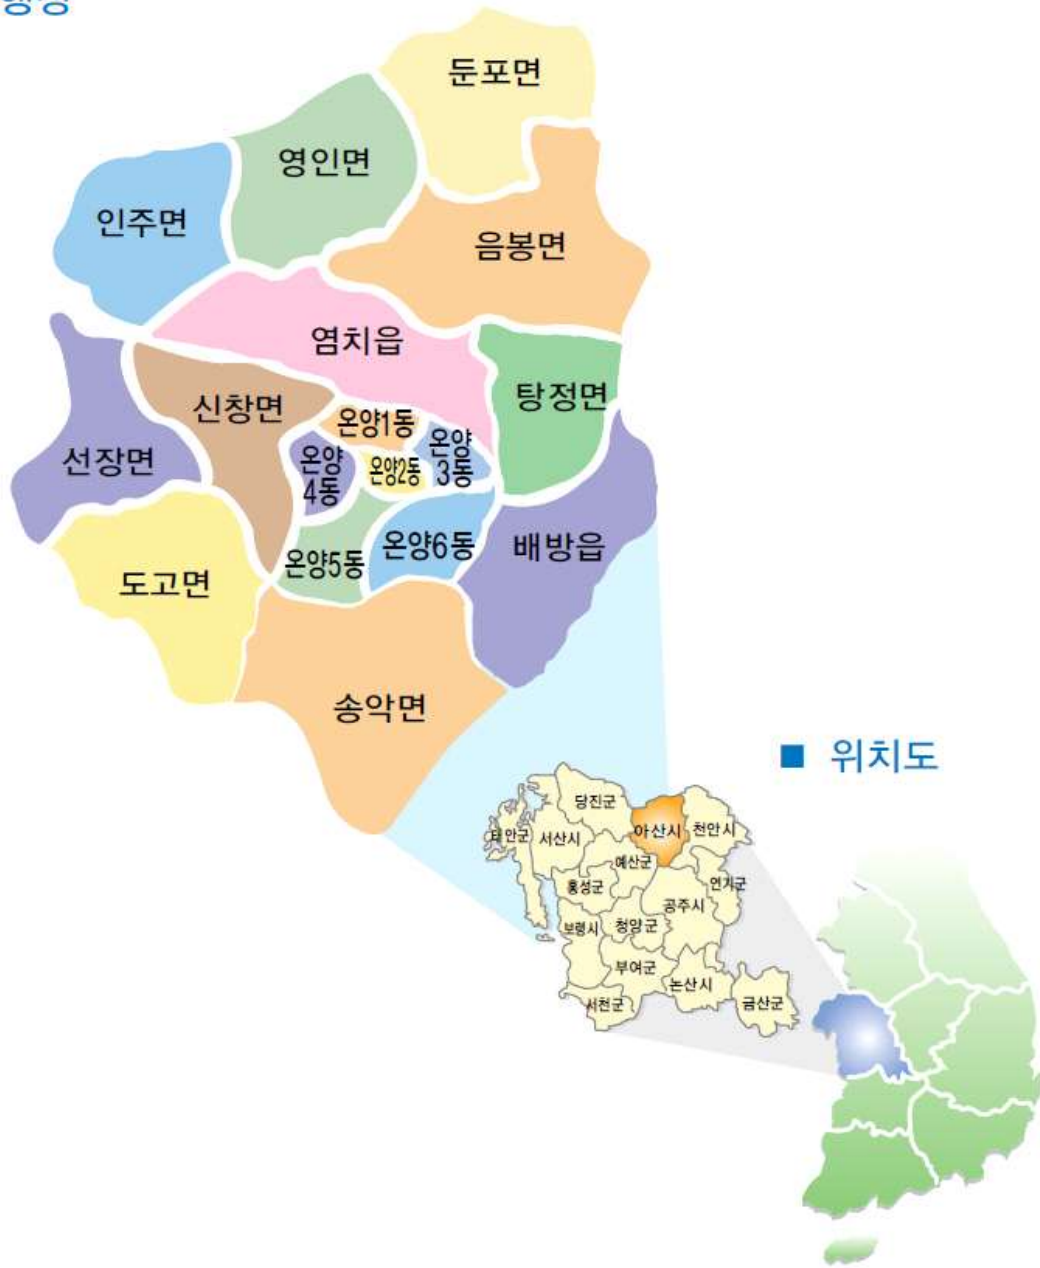 둔포면
영인면
인주면
음봉면
염치읍
탕정면
신창면
온양1동
온양
3동
선장면
온양
4동
온양2동
온양6동
배방읍
온양5동
도고면
송악면
■ 위치도
당진군
아산시
천안시
태안군
서산시
예산군
홍성군
연기군
공주시
보령시
청양군
부여군
논산시
서천군
금산군